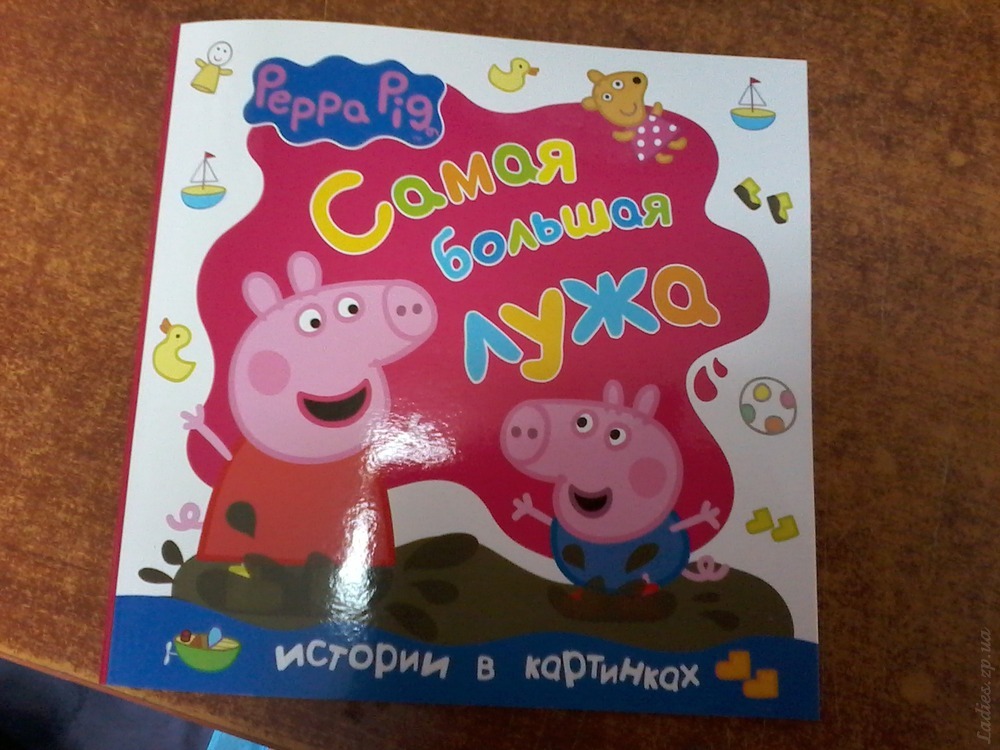 Peppa Pig
Самая
большая
лужа
истории в картинках
Ladies.zp.ua